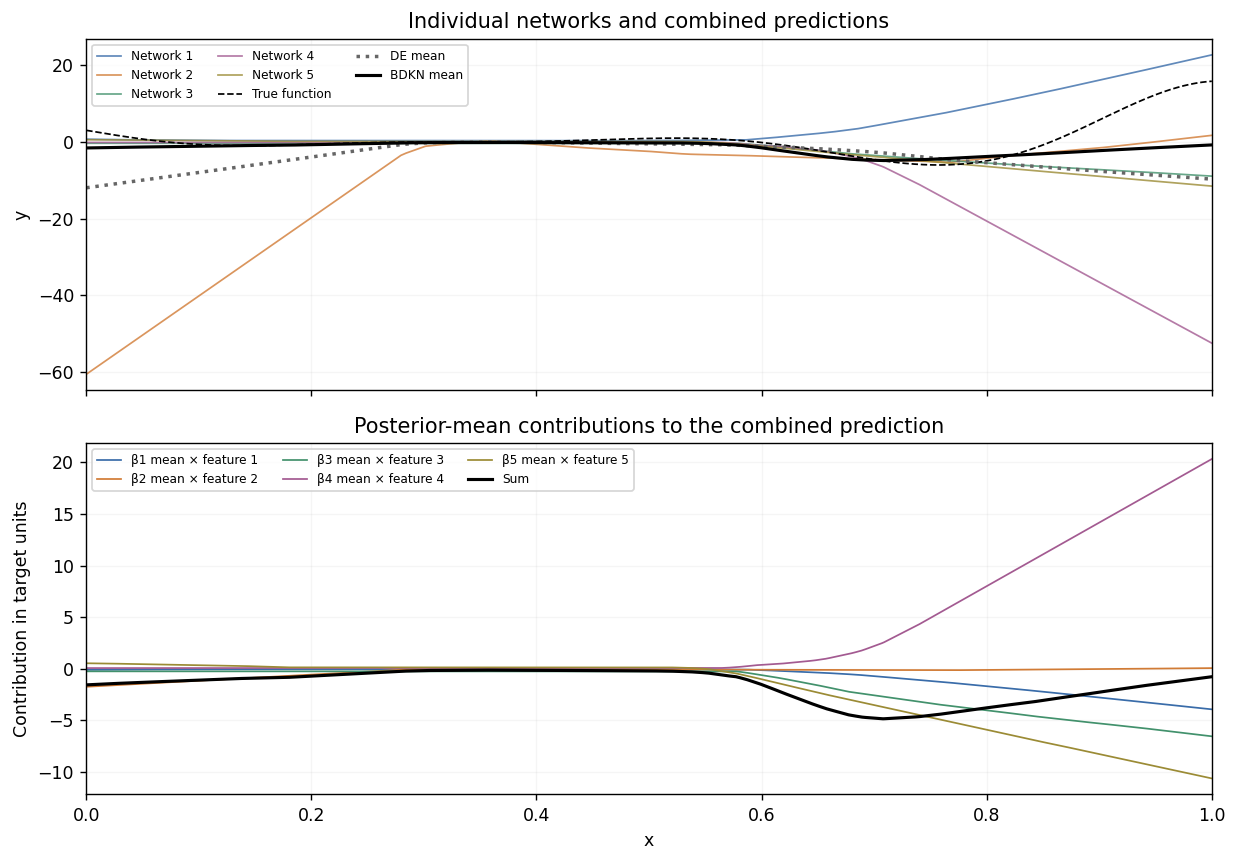 Individual networks and combined predictions
Network 1
Network 2
Network 3
Network 4
Network 5
True function
DE mean
BDKN mean
y
20
0
−20
−40
−60
Posterior-mean contributions to the combined prediction
β1 mean × feature 1
β2 mean × feature 2
β3 mean × feature 3
β4 mean × feature 4
β5 mean × feature 5
Sum
Contribution in target units
20
15
10
5
0
−5
−10
0.0
0.2
0.4
0.6
0.8
1.0
x